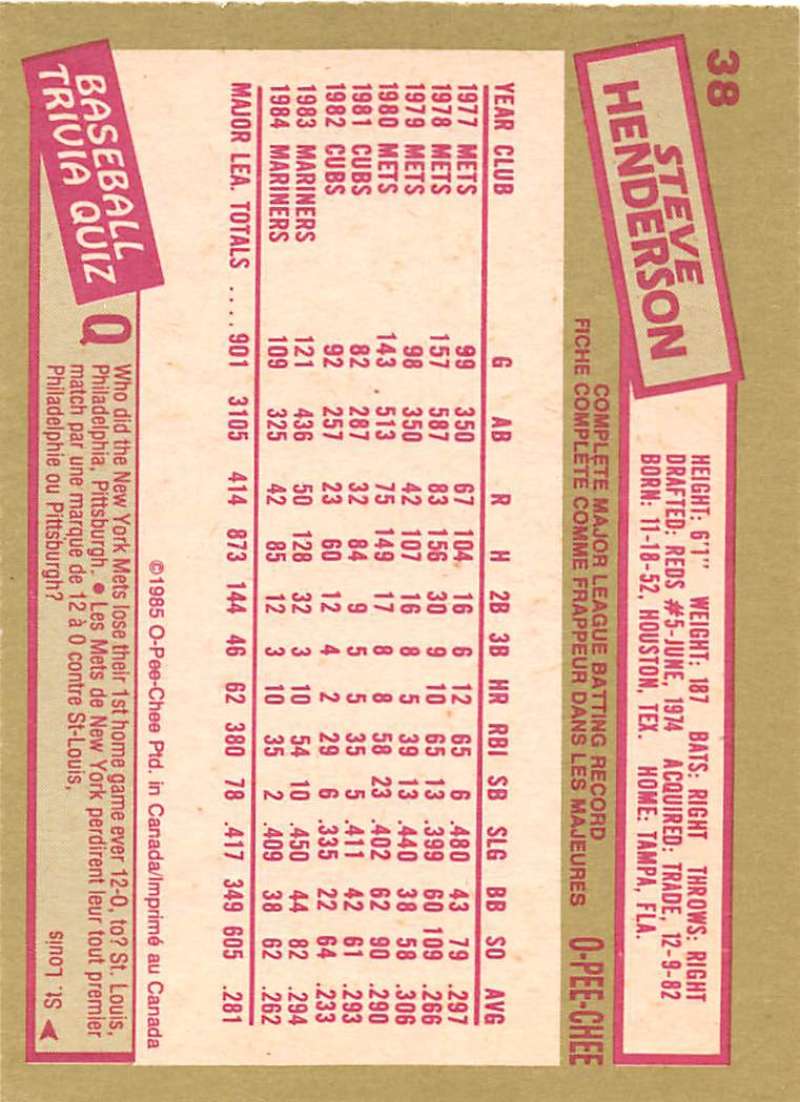 38
STEVE
HENDERSON
HEIGHT: 6'1" WEIGHT: 187 BATS: RIGHT THROWS: RIGHT
DRAFTED: REDS #5-JUNE, 1974 ACQUIRED: TRADE, 12-9-82
BORN: 11-18-52, HOUSTON, TEX. HOME: TAMPA, FLA.
COMPLETE MAJOR LEAGUE BATTING RECORD
FICHE COMPLÈTE COMME FRAPPEUR DANS LES MAJEURES
O-PEE-CHEE
YEAR CLUB G AB R H 2B 3B HR RBI SB SLG BB SO AVG
1977 METS 99 350 67 104 16 6 12 65 6 .480 43 79 .297
1978 METS 157 587 83 156 30 9 10 65 13 .399 60 109 .266
1979 METS 98 350 42 107 16 8 5 39 13 .440 38 58 .306
1980 METS 143 513 75 149 17 8 8 58 23 .402 62 90 .290
1981 CUBS 82 287 32 84 9 5 5 35 5 .411 42 61 .293
1982 CUBS 92 257 23 60 12 4 2 29 6 .335 22 64 .233
1983 MARINERS 121 436 50 128 32 3 10 54 10 .450 44 82 .294
1984 MARINERS 109 325 42 85 12 3 10 35 2 .409 38 62 .262
MAJOR LEA. TOTALS .... 901 3105 414 873 144 46 62 380 78 .417 349 605 .281
©1985 O-Pee-Chee Ptd. in Canada/Imprimé au Canada
BASEBALL
TRIVIA QUIZ
Q
Who did the New York Mets lose their 1st home game ever 12-0, to? St. Louis,
Philadelphia, Pittsburgh. ● Les Mets de New York perdirent leur tout premier
match par une marque de 12 à 0 contre St-Louis,
Philadelphie ou Pittsburgh?
St. Louis